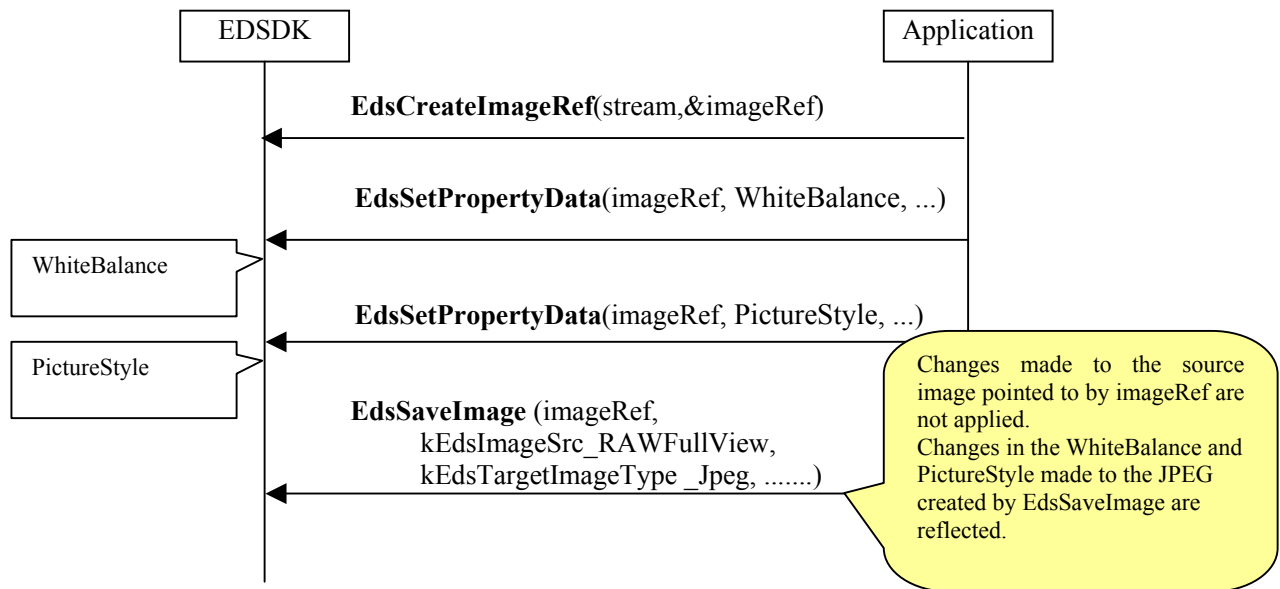 EDSDK
Application
EdsCreateImageRef(stream,&imageRef)
EdsSetPropertyData(imageRef, WhiteBalance, ...)
WhiteBalance
EdsSetPropertyData(imageRef, PictureStyle, ...)
PictureStyle
EdsSaveImage (imageRef,
kEdsImageSrc_RAWFullView,
kEdsTargetImageType _Jpeg, .......)
Changes made to the source
image pointed to by imageRef are
not applied.
Changes in the WhiteBalance and
PictureStyle made to the JPEG
created by EdsSaveImage are
reflected.